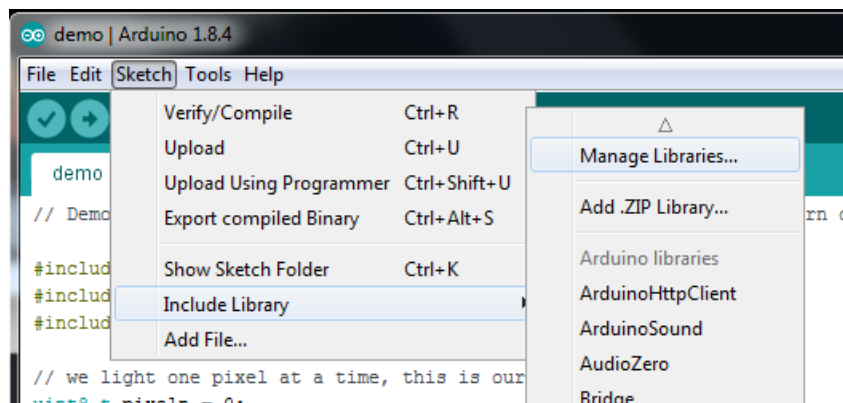 demo | Arduino 1.8.4
File Edit Sketch Tools Help
Verify/Compile Ctrl+R
Upload Ctrl+U
Upload Using Programmer Ctrl+Shift+U
Export compiled Binary Ctrl+Alt+S
Show Sketch Folder Ctrl+K
Include Library
Add File...
Manage Libraries...
Add .ZIP Library...
Arduino libraries
ArduinoHttpClient
ArduinoSound
AudioZero
Bridge
demo
// Demo
#includ
#includ
#includ
// we light one pixel at a time, this is our
uint8_t pixeln = 0;